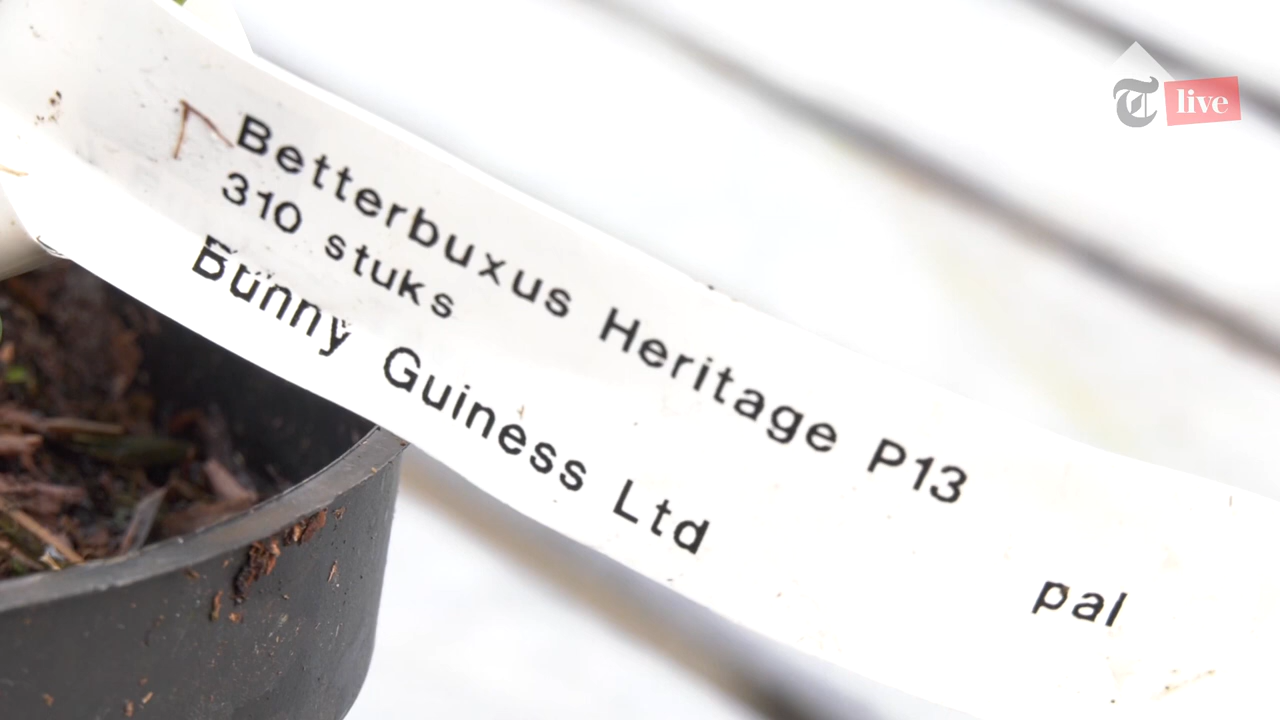 T live
Betterbuxus Heritage P13
310 stuks
Bunny Guiness Ltd
pal